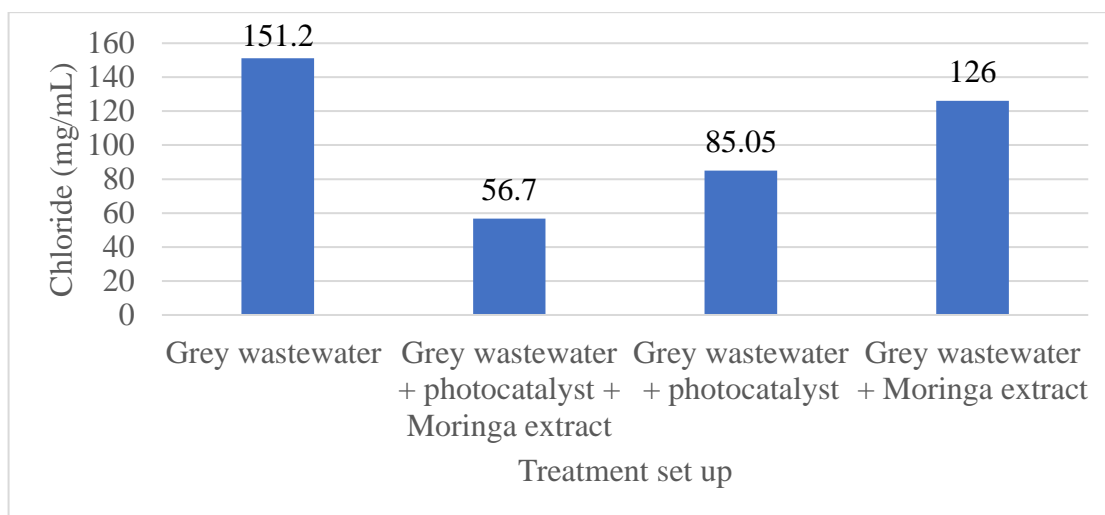 Chloride (mg/mL)
160
140
120
100
80
60
40
20
0
151.2
56.7
85.05
126
Grey wastewater
Grey wastewater
+ photocatalyst +
Moringa extract
Grey wastewater
+ photocatalyst
Grey wastewater
+ Moringa extract
Treatment set up